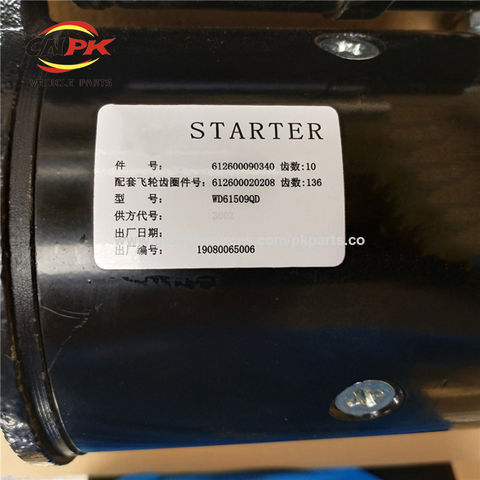 CNPK
VEHICLE PARTS
STARTER
件 号: 612600090340 齿数:10
配套飞轮齿圈件号: 612600020208 齿数:136
型 号: WD61509QD
供方代号: 3002
出厂日期:
pkparts.co
出厂编号: 19080065006